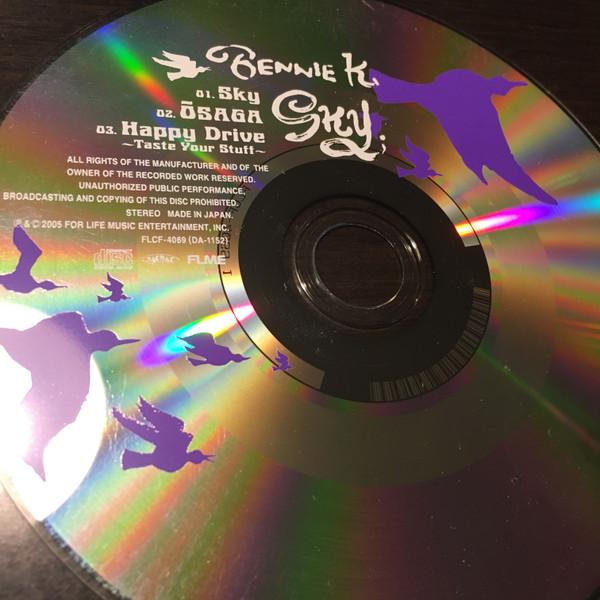 BENNIE K.
SKY.
01. Sky
02. ŌSAGA
03. Happy Drive
~Taste Your Stuff~
ALL RIGHTS OF THE MANUFACTURER AND OF THE
OWNER OF THE RECORDED WORK RESERVED.
UNAUTHORIZED PUBLIC PERFORMANCE,
BROADCASTING AND COPYING OF THIS DISC PROHIBITED.
STEREO MADE IN JAPAN.
℗ & © 2005 FOR LIFE MUSIC ENTERTAINMENT, INC.
FLCF-4069 (DA-1152)
FLME